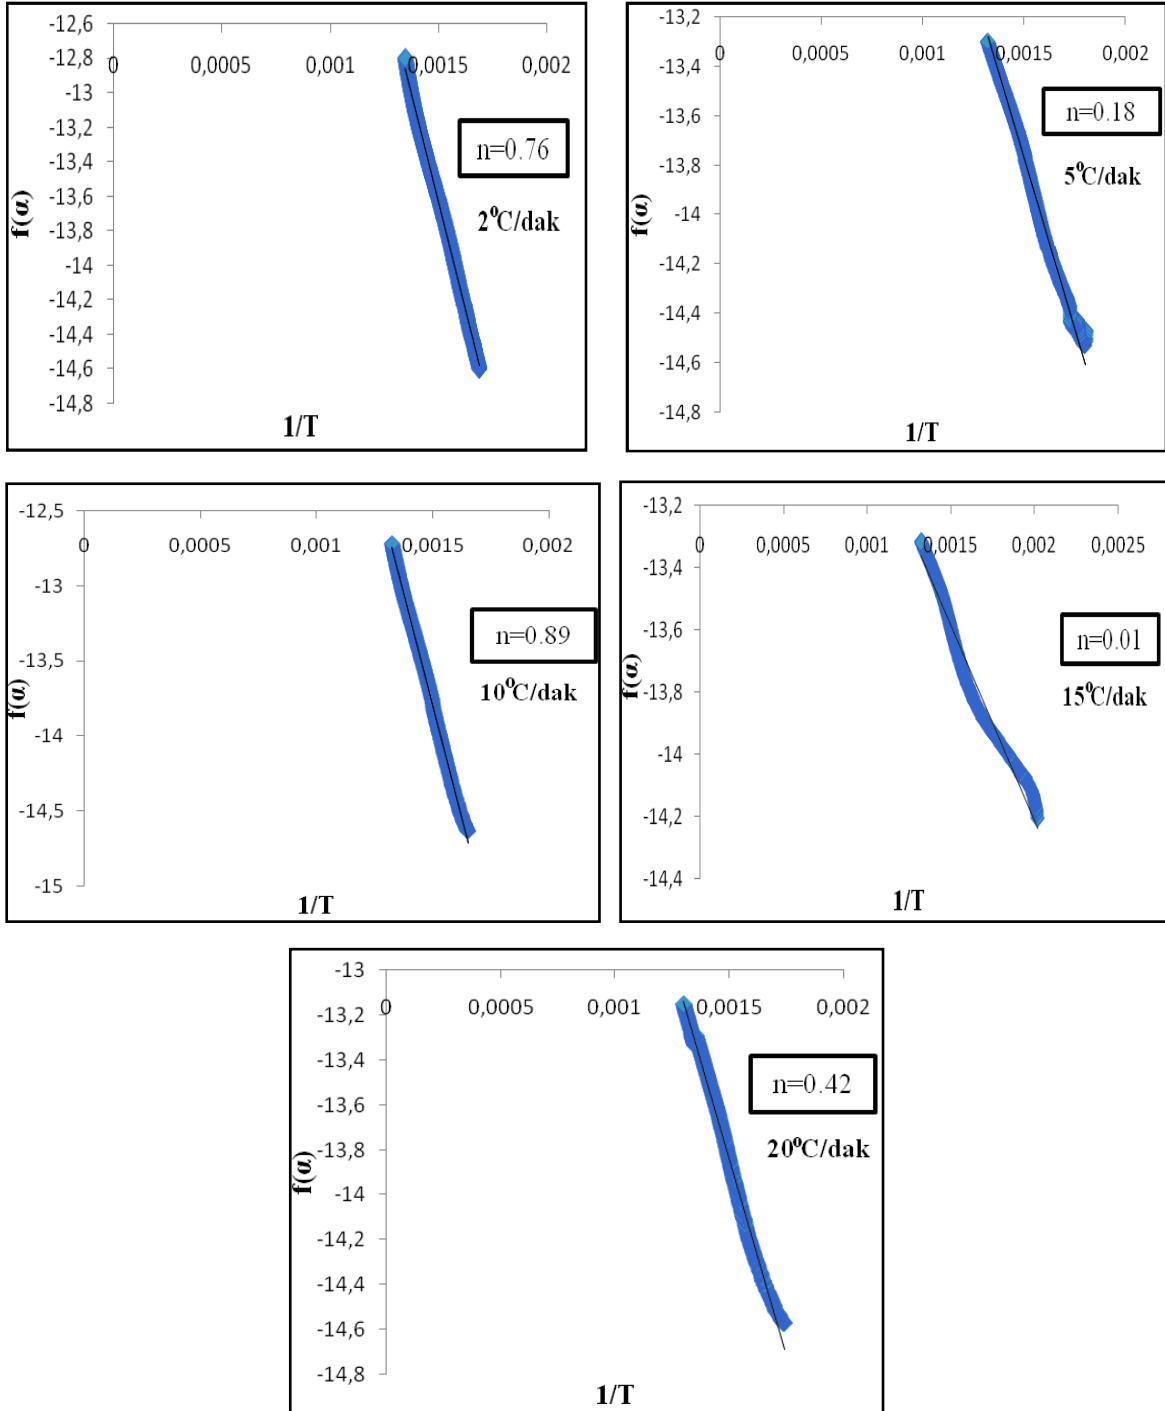 -12,6
-12,8
0 0,0005 0,001 0,0015 0,002
-13
-13,2
-13,4
-13,6
-13,8
-14
-14,2
-14,4
-14,6
-14,8
f(α)
n=0.76
2⁰C/dak
1/T
-13,2
0 0,0005 0,001 0,0015 0,002
-13,4
-13,6
-13,8
-14
-14,2
-14,4
-14,6
-14,8
f(α)
n=0.18
5⁰C/dak
1/T
-12,5
0 0,0005 0,001 0,0015 0,002
-13
-13,5
-14
-14,5
-15
f(α)
n=0.89
10⁰C/dak
1/T
-13,2
0 0,0005 0,001 0,0015 0,002 0,0025
-13,4
-13,6
-13,8
-14
-14,2
-14,4
f(α)
n=0.01
15⁰C/dak
1/T
-13
0 0,0005 0,001 0,0015 0,002
-13,2
-13,4
-13,6
-13,8
-14
-14,2
-14,4
-14,6
-14,8
f(α)
n=0.42
20⁰C/dak
1/T